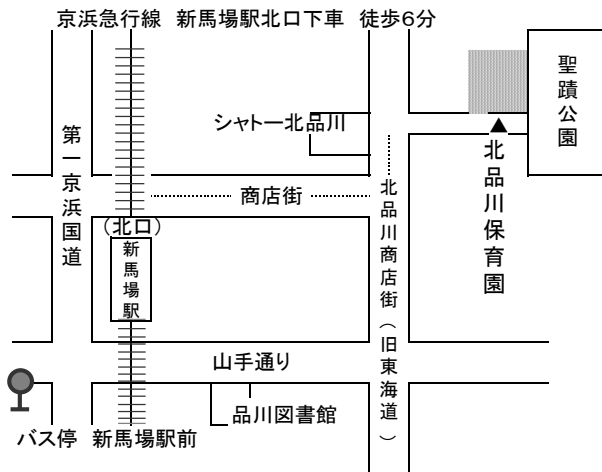 京浜急行線 新馬場駅北口下車 徒歩6分
聖蹟公園
シャトー北品川
第一京浜国道
北品川保育園
商店街
北品川商店街(旧東海道)
(北口)
新馬場駅
山手通り
品川図書館
バス停 新馬場駅前